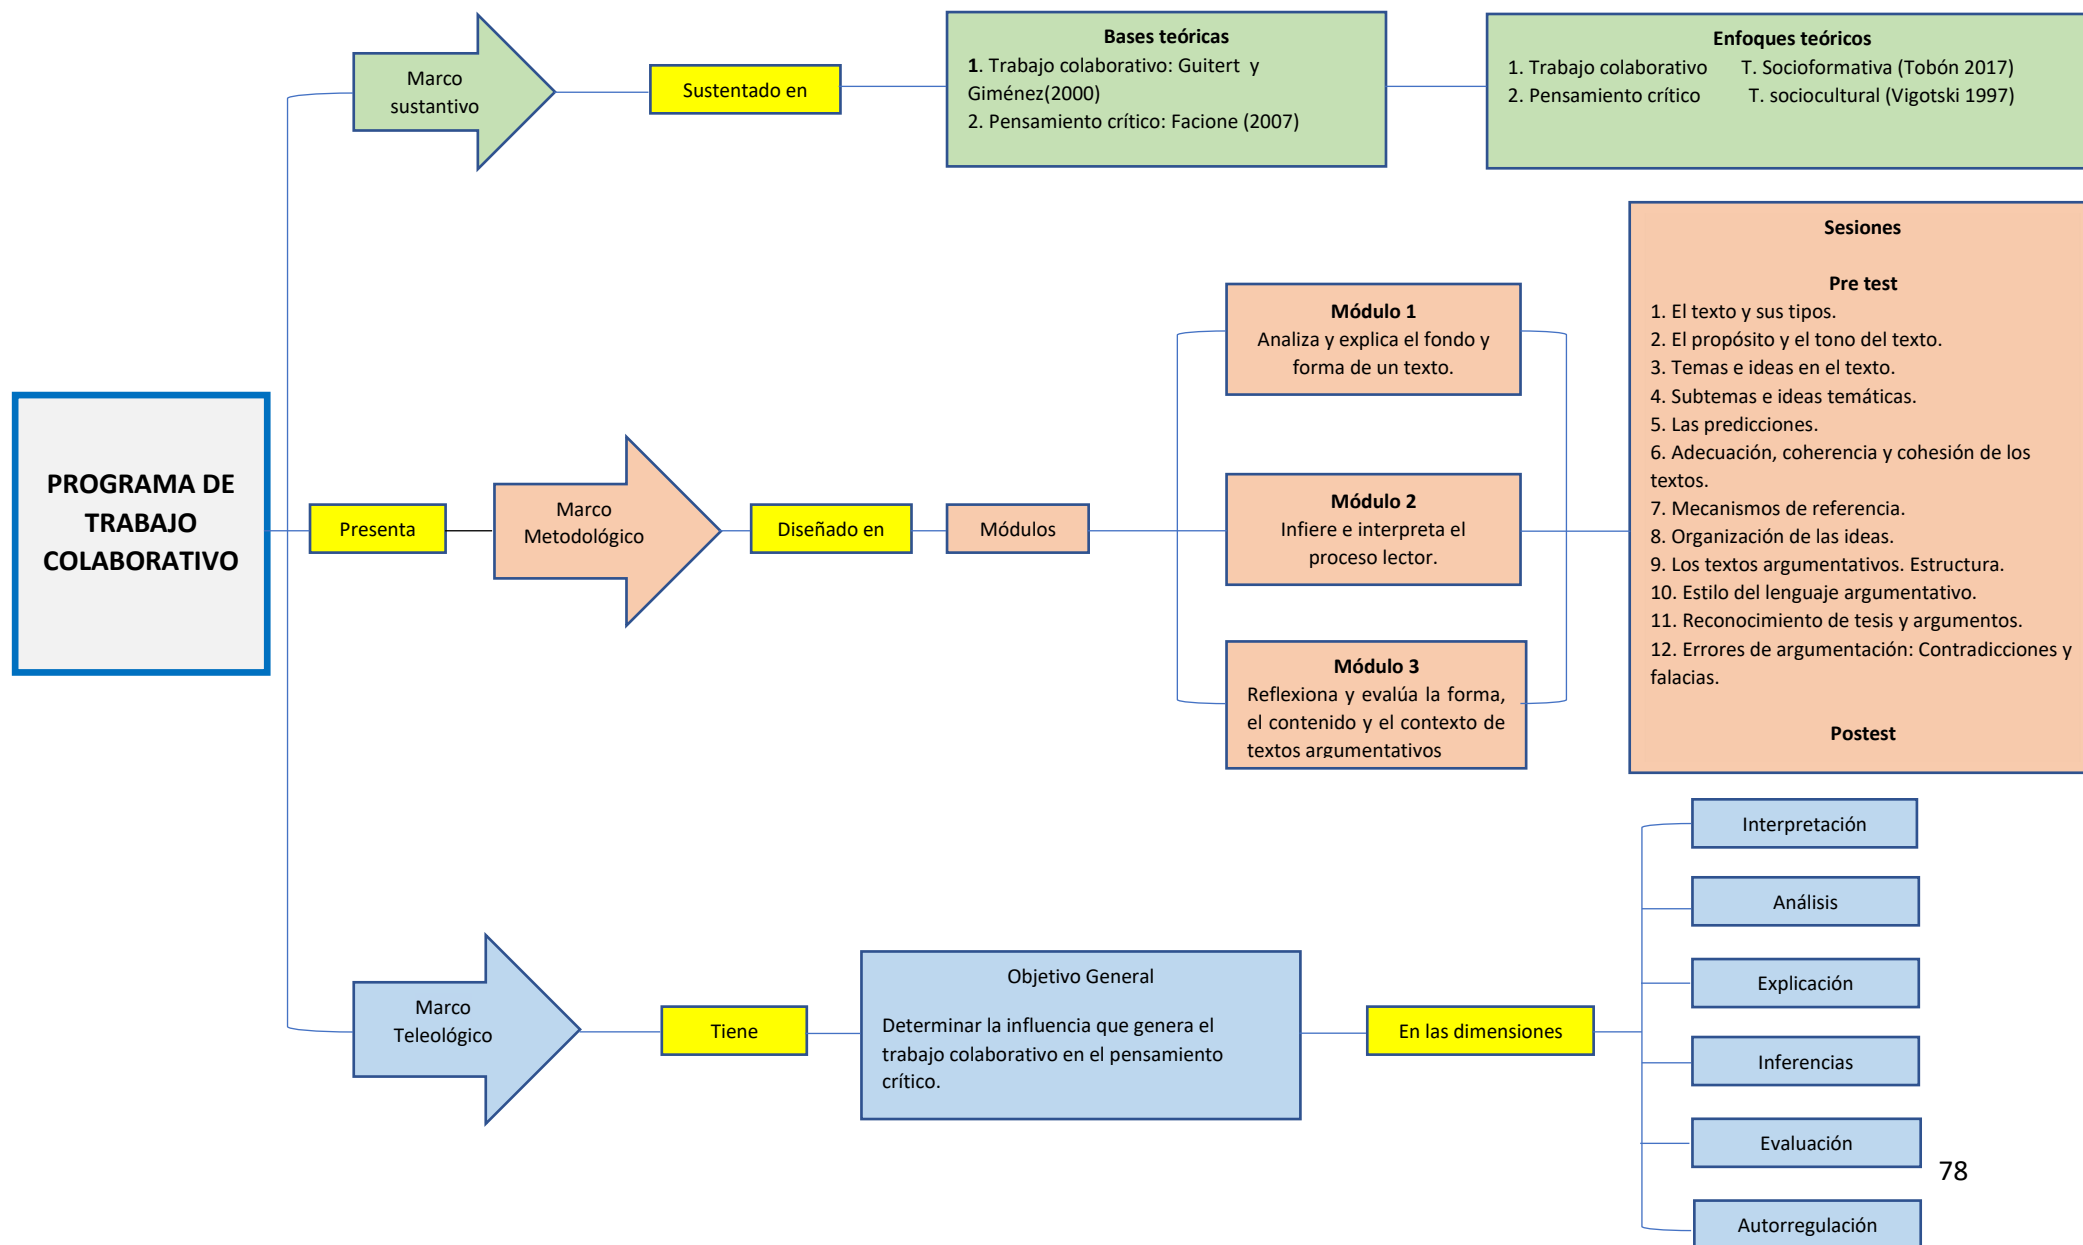 PROGRAMA DE
TRABAJO
COLABORATIVO
Presenta
Marco
sustantivo
Sustentado en
Bases teóricas
1. Trabajo colaborativo: Guitert y
Giménez(2000)
2. Pensamiento crítico: Facione (2007)
Enfoques teóricos
1. Trabajo colaborativo T. Socioformativa (Tobón 2017)
2. Pensamiento crítico T. sociocultural (Vigotski 1997)
Marco
Metodológico
Diseñado en
Módulos
Módulo 1
Analiza y explica el fondo y
forma de un texto.
Módulo 2
Infiere e interpreta el
proceso lector.
Módulo 3
Reflexiona y evalúa la forma,
el contenido y el contexto de
textos argumentativos
Sesiones
Pre test
1. El texto y sus tipos.
2. El propósito y el tono del texto.
3. Temas e ideas en el texto.
4. Subtemas e ideas temáticas.
5. Las predicciones.
6. Adecuación, coherencia y cohesión de los
textos.
7. Mecanismos de referencia.
8. Organización de las ideas.
9. Los textos argumentativos. Estructura.
10. Estilo del lenguaje argumentativo.
11. Reconocimiento de tesis y argumentos.
12. Errores de argumentación: Contradicciones y
falacias.
Postest
Marco
Teleológico
Tiene
Objetivo General
Determinar la influencia que genera el
trabajo colaborativo en el pensamiento
crítico.
En las dimensiones
Interpretación
Análisis
Explicación
Inferencias
Evaluación
Autorregulación
78